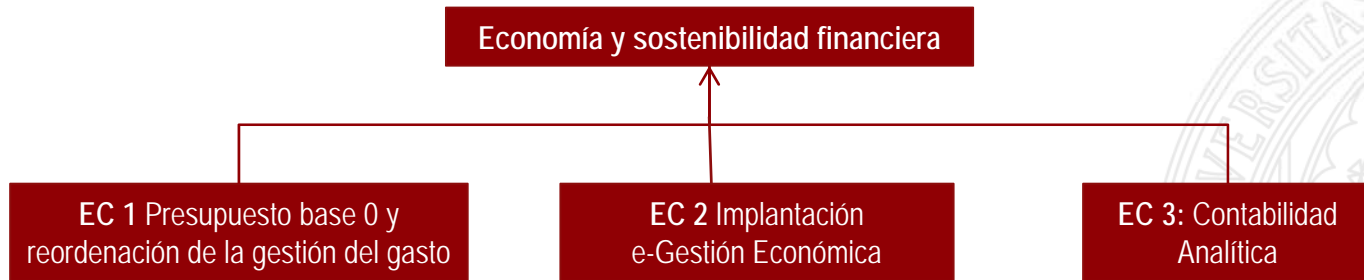 Economía y sostenibilidad financiera
EC 1 Presupuesto base 0 y
reordenación de la gestión del gasto
EC 2 Implantación
e-Gestión Económica
EC 3: Contabilidad
Analítica